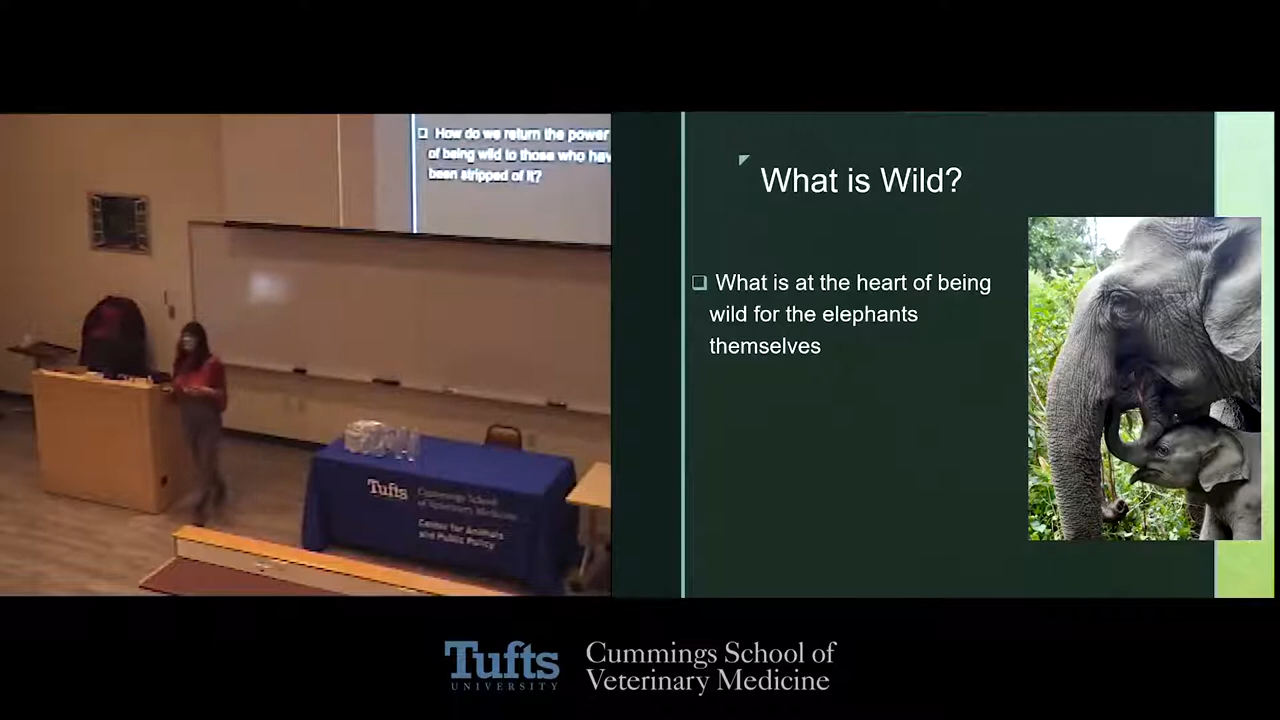 How do we return the power
of being wild to those who hav
been stripped of it?
Tufts
Cummings School
of Veterinary Medicine
Center for Animals
and Public Policy
What is Wild?
What is at the heart of being
wild for the elephants
themselves
Tufts
UNIVERSITY
Cummings School of
Veterinary Medicine